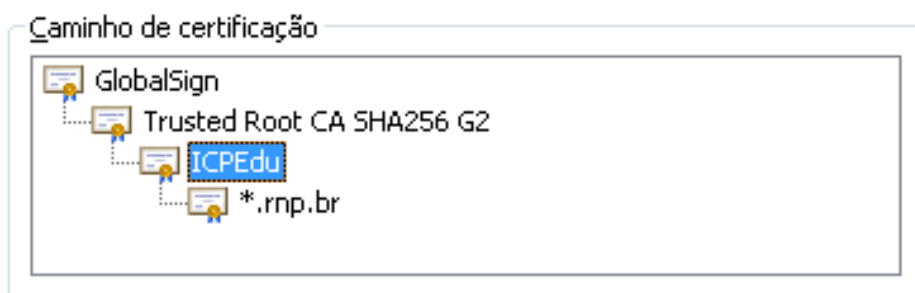 Caminho de certificação
GlobalSign
Trusted Root CA SHA256 G2
ICPEdu
*.rnp.br